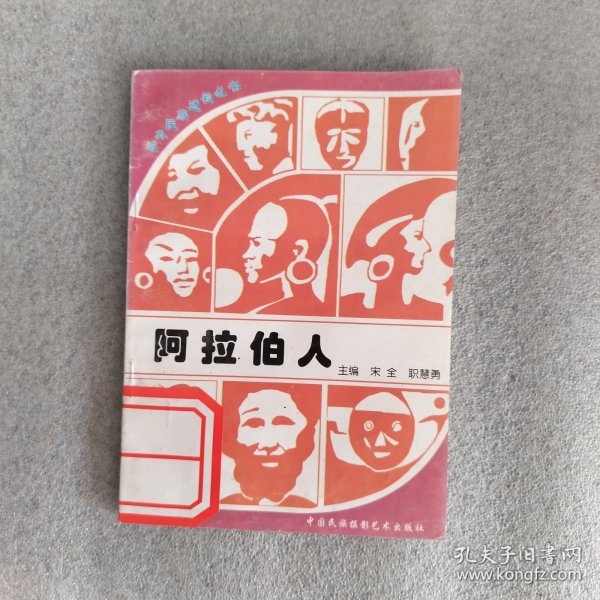 阿拉伯人
主编 宋全 职慧勇
中国民族摄影艺术出版社
孔夫子旧书网
www.kongfz.com